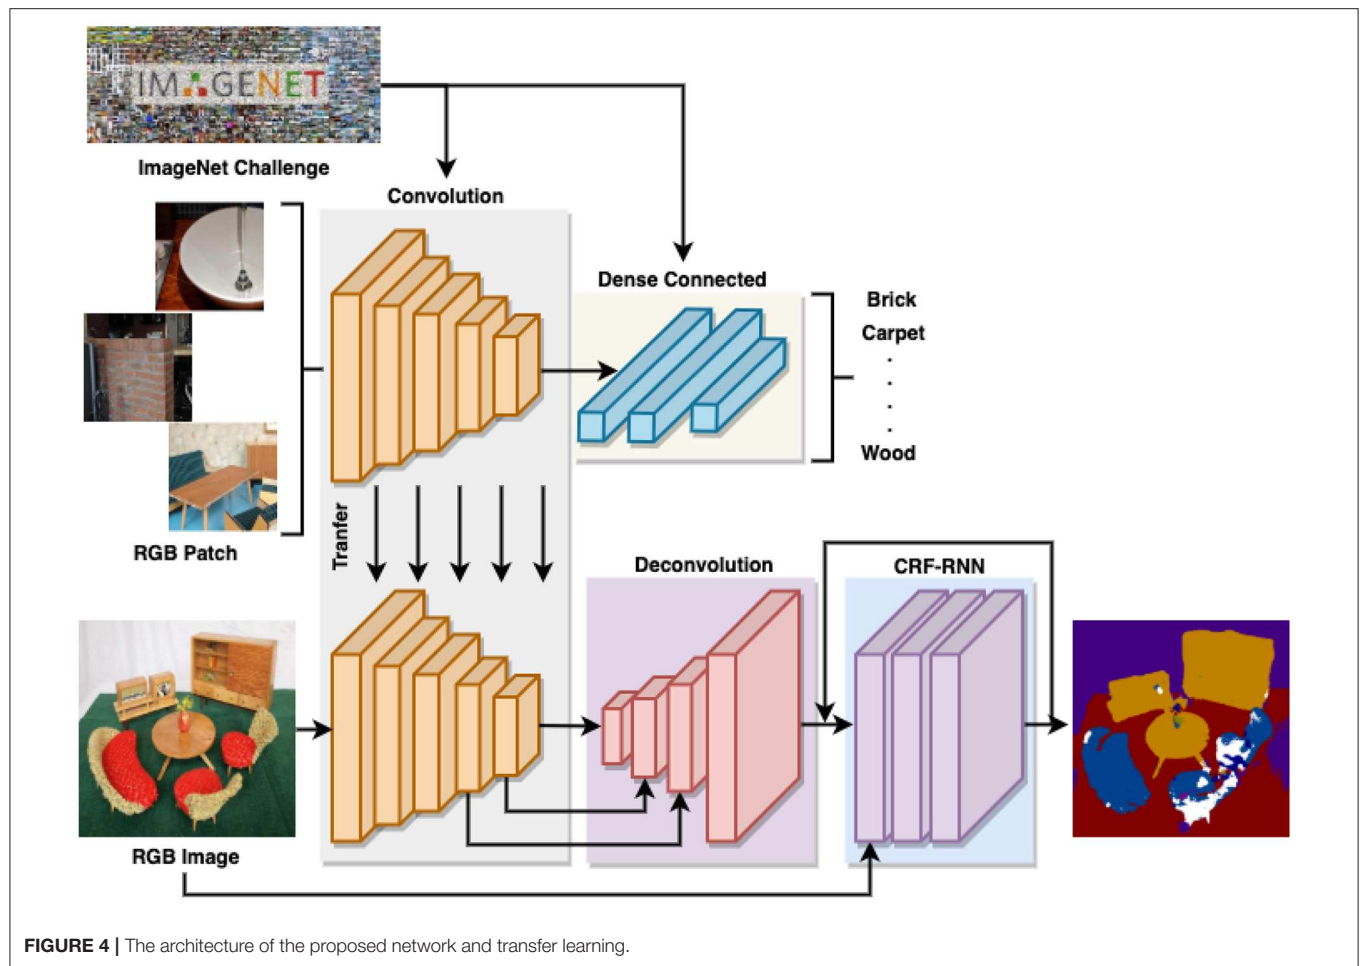 IMAGENET
ImageNet Challenge
Convolution
Dense Connected
Brick
Carpet
.
.
.
.
Wood
RGB Patch
Tranfer
Deconvolution
CRF-RNN
RGB Image
FIGURE 4 | The architecture of the proposed network and transfer learning.